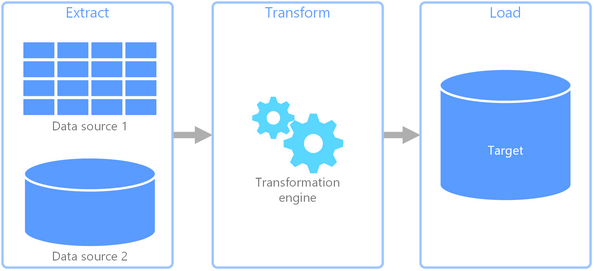 Extract
Data source 1
Data source 2
Transform
Transformation
engine
Load
Target